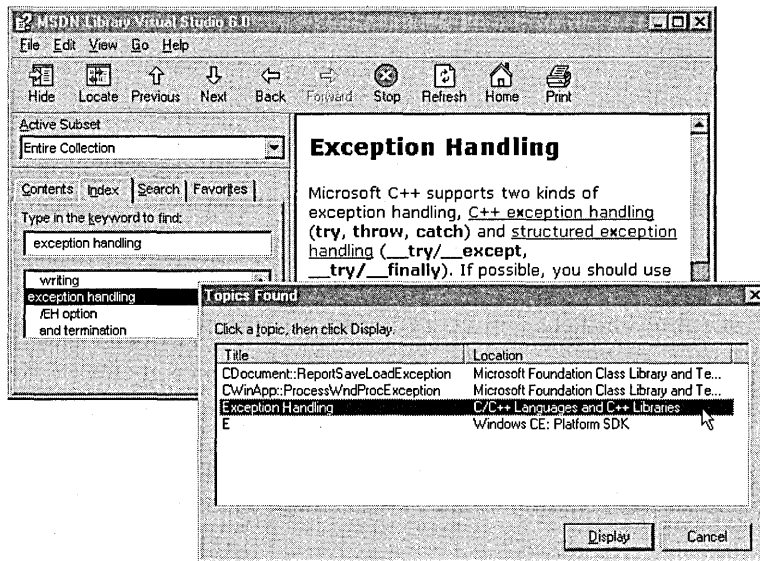 MSDN Library Visual Studio 6.0
File Edit View Go Help
Hide Locate Previous Next Back Forward Stop Refresh Home Print
Active Subset
Entire Collection
Contents Index Search Favorites
Type in the keyword to find:
exception handling
writing
exception handling
/EH option
and termination
Exception Handling
Microsoft C++ supports two kinds of
exception handling, C++ exception handling
(try, throw, catch) and structured exception
handling (__try/__except,
__try/__finally). If possible, you should use
Topics Found
Click a topic, then click Display.
Title Location
CDocument::ReportSaveLoadException Microsoft Foundation Class Library and Te...
CWinApp::ProcessWndProcException Microsoft Foundation Class Library and Te...
Exception Handling C/C++ Languages and C++ Libraries
E Windows CE: Platform SDK
Display Cancel